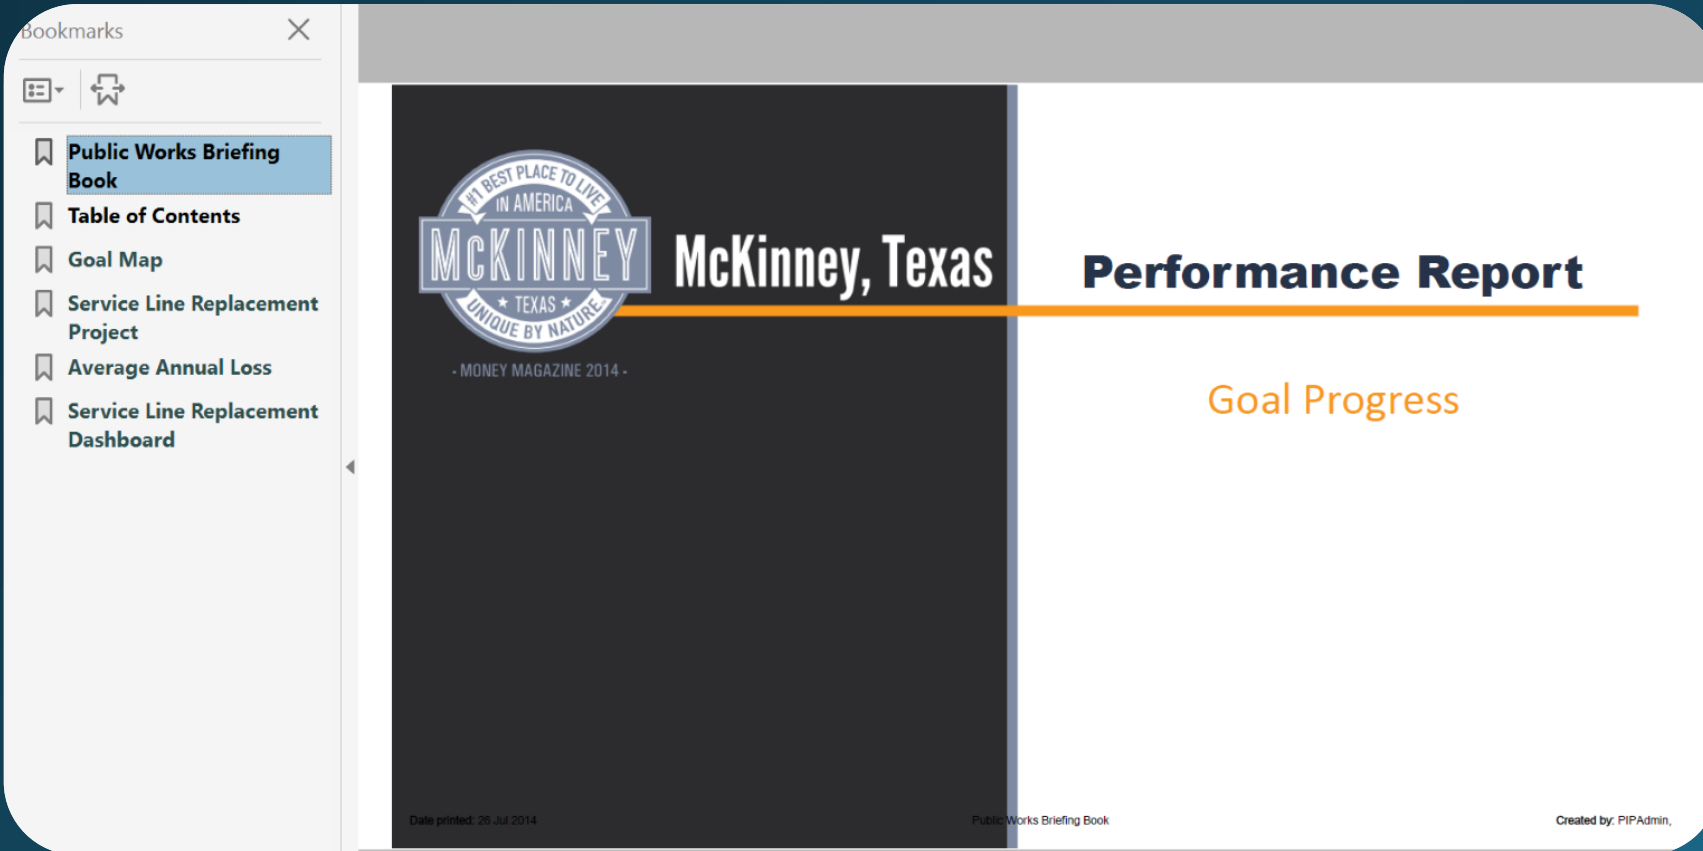 Bookmarks
Public Works Briefing
Book
Table of Contents
Goal Map
Service Line Replacement
Project
Average Annual Loss
Service Line Replacement
Dashboard
#1 BEST PLACE TO LIVE
IN AMERICA
MCKINNEY
★ TEXAS ★
UNIQUE BY NATURE
- MONEY MAGAZINE 2014 -
McKinney, Texas
Performance Report
Goal Progress
Date printed: 26 Jul 2014
Public Works Briefing Book
Created by: PIPAdmin,